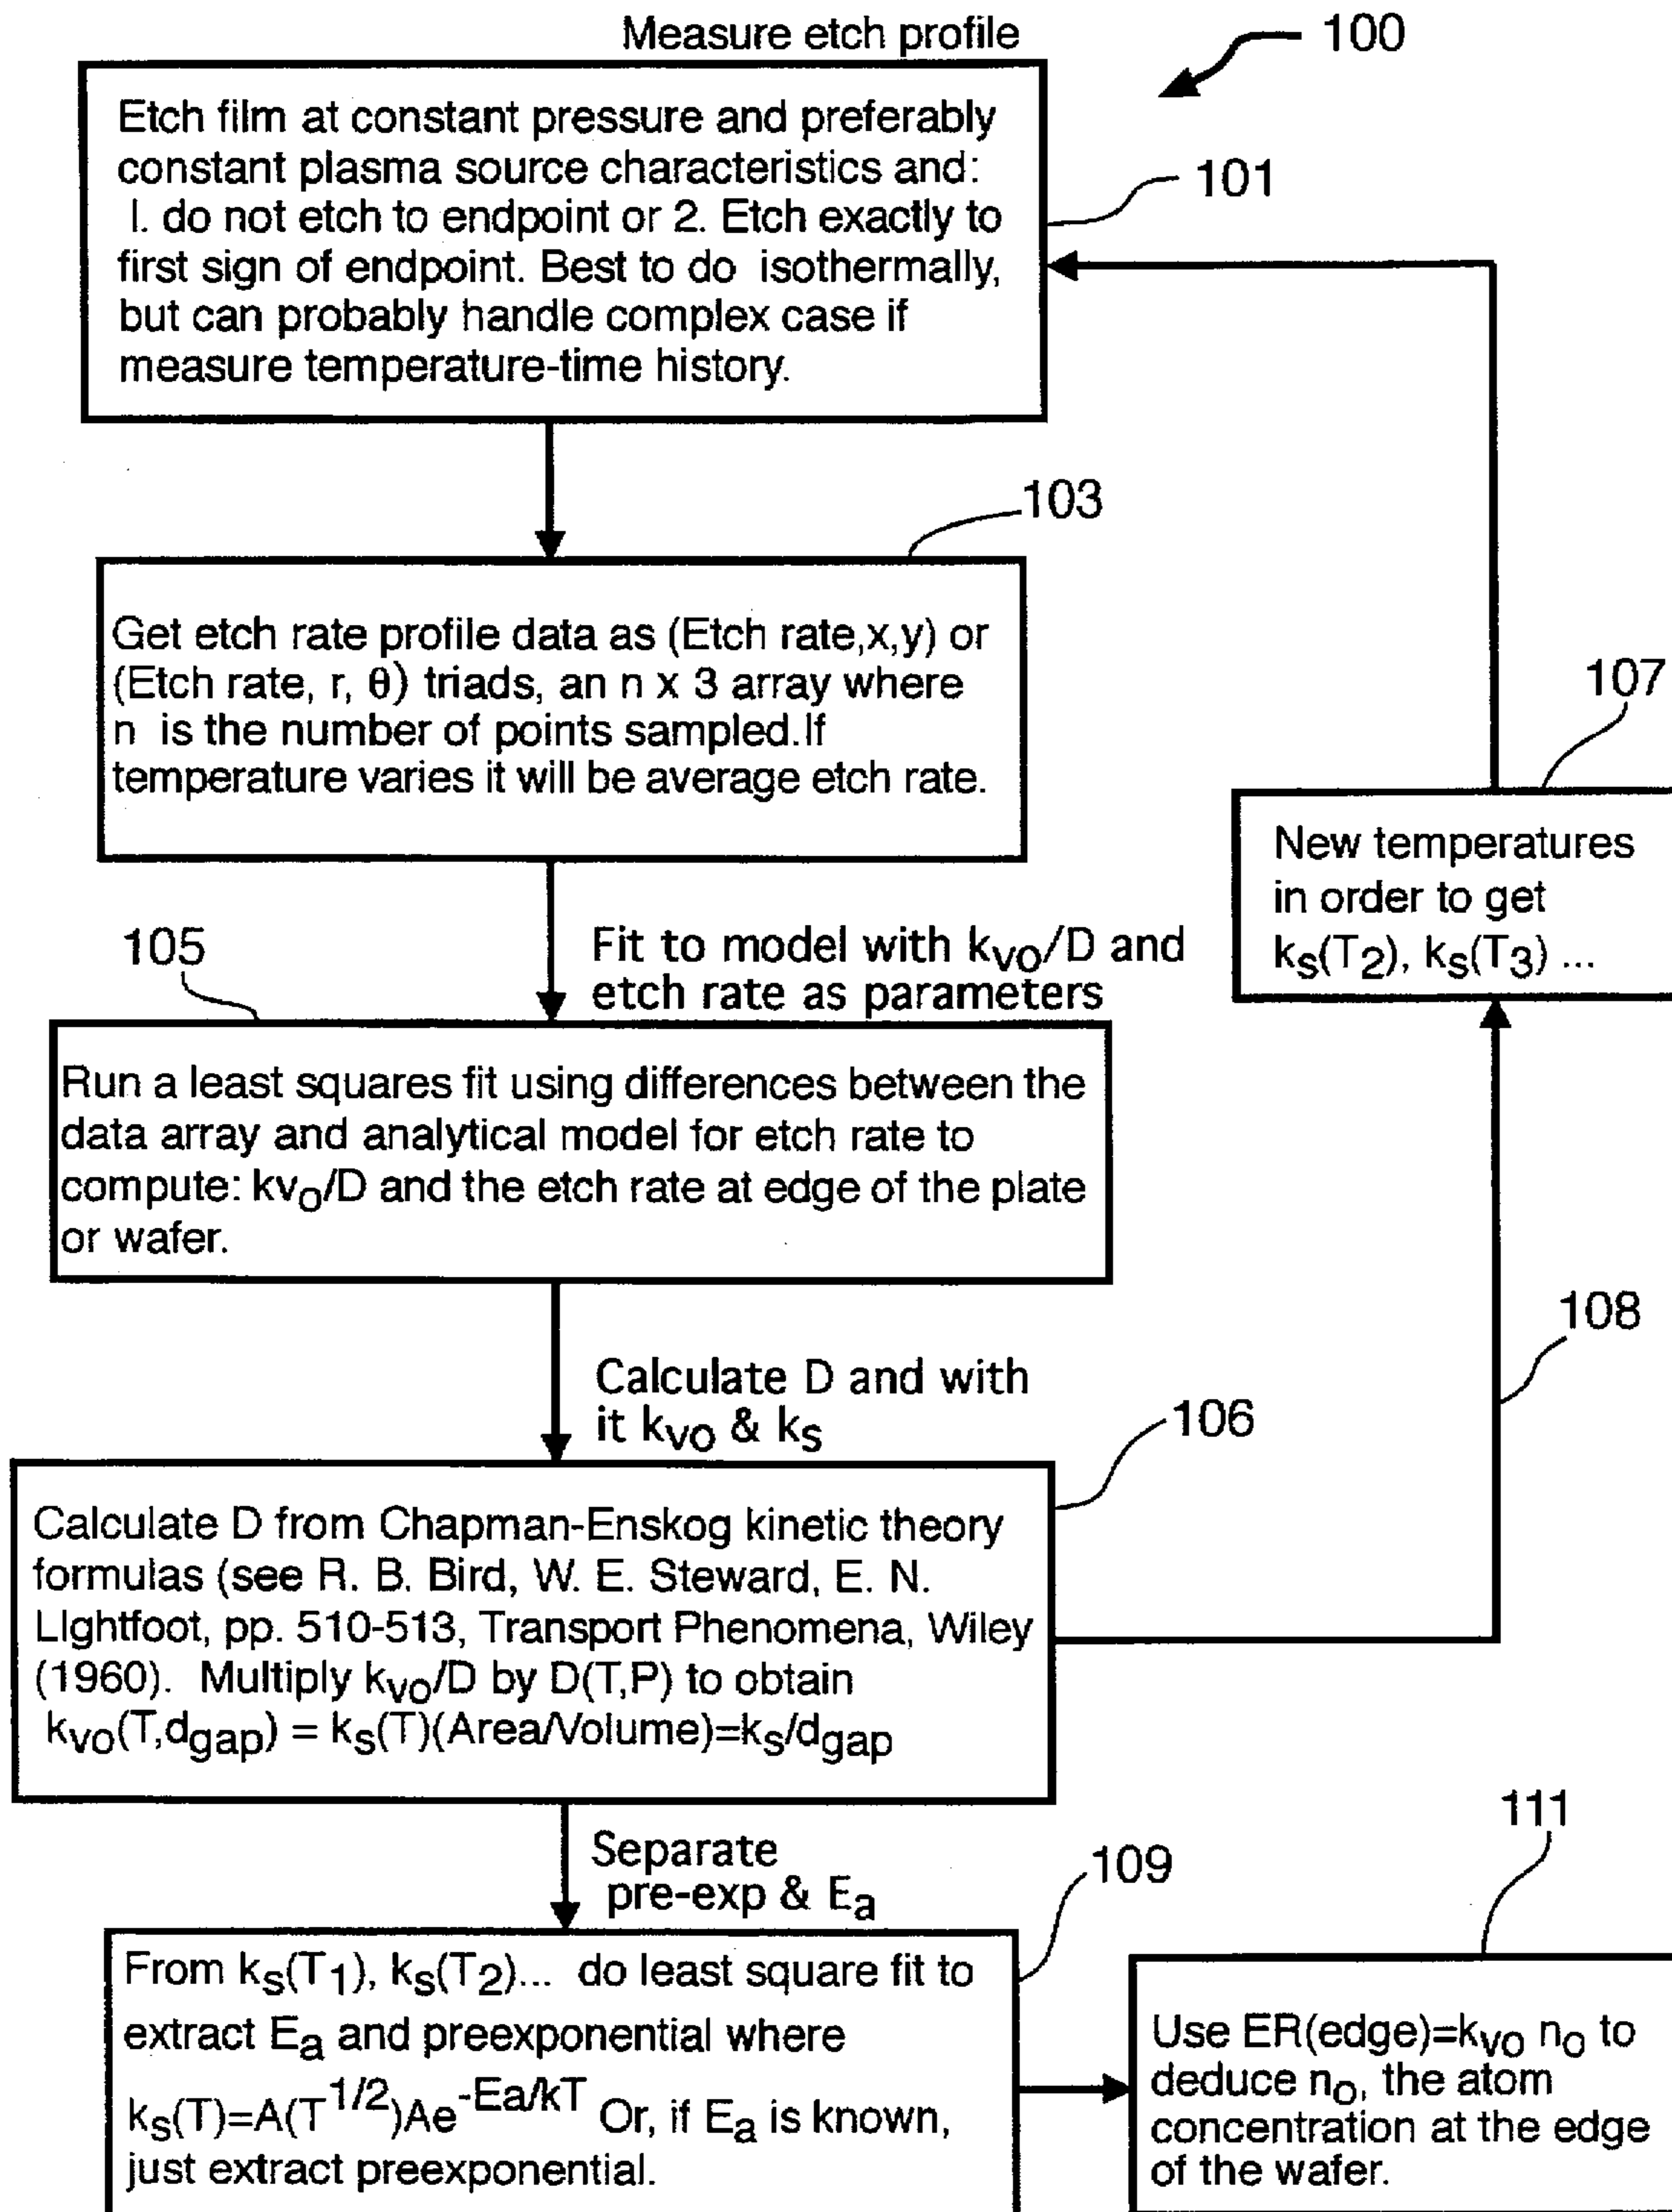 Measure etch profile
100
Etch film at constant pressure and preferably
constant plasma source characteristics and:
I. do not etch to endpoint or 2. Etch exactly to
first sign of endpoint. Best to do isothermally,
but can probably handle complex case if
measure temperature-time history.
101
103
Get etch rate profile data as (Etch rate,x,y) or
(Etch rate, r, θ) triads, an n x 3 array where
n is the number of points sampled.If
temperature varies it will be average etch rate.
107
New temperatures
in order to get
ks(T2), ks(T3) ...
105
Fit to model with kvo/D and
etch rate as parameters
Run a least squares fit using differences between the
data array and analytical model for etch rate to
compute: kvo/D and the etch rate at edge of the plate
or wafer.
108
Calculate D and with
it kvo & ks
106
Calculate D from Chapman-Enskog kinetic theory
formulas (see R. B. Bird, W. E. Steward, E. N.
LIghtfoot, pp. 510-513, Transport Phenomena, Wiley
(1960). Multiply kvo/D by D(T,P) to obtain
kvo(T,dgap) = ks(T)(Area/Volume)=ks/dgap
Separate
pre-exp & Ea
109
111
From ks(T1), ks(T2)... do least square fit to
extract Ea and preexponential where
ks(T)=A(T^1/2)Ae^-Ea/kT Or, if Ea is known,
just extract preexponential.
Use ER(edge)=kvo no to
deduce no, the atom
concentration at the edge
of the wafer.